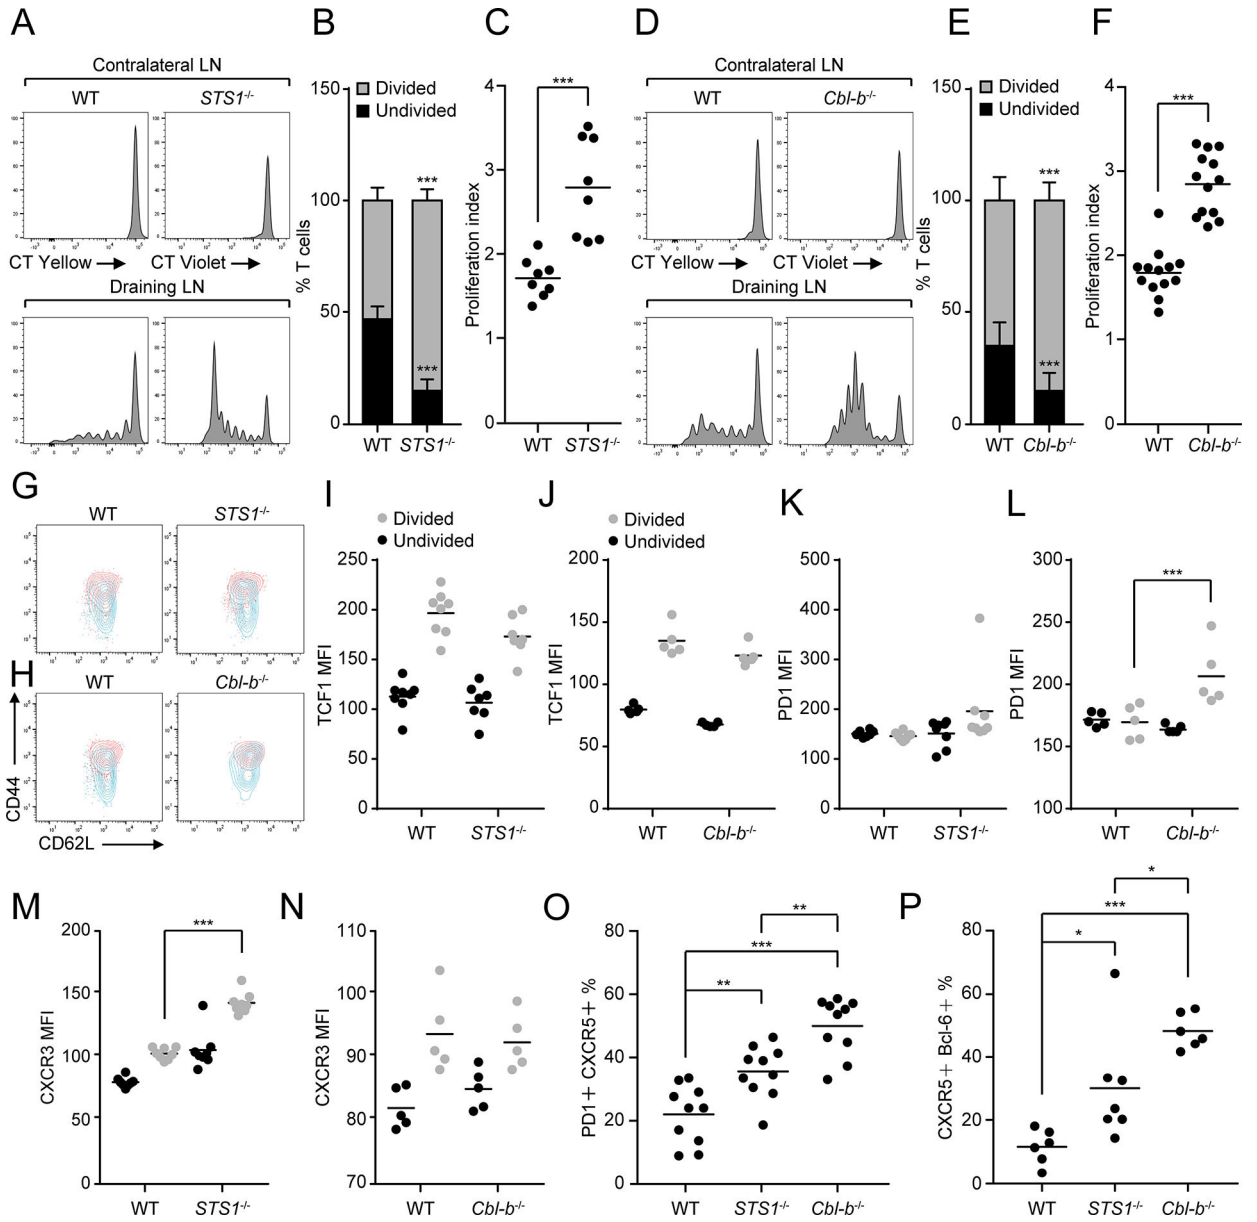 A
B
C
D
E
F
Contralateral LN
WT
STS1-/-
CT Yellow
CT Violet
Draining LN
150
Divided
Undivided
***
100
***
50
0
% T cells
WT
STS1-/-
4
***
3
2
1
0
Proliferation index
WT
STS1-/-
Contralateral LN
WT
Cbl-b-/-
CT Yellow
CT Violet
Draining LN
150
Divided
Undivided
***
100
***
50
0
% T cells
WT
Cbl-b-/-
4
***
3
2
1
0
Proliferation index
WT
Cbl-b-/-
G
WT
STS1-/-
H
WT
Cbl-b-/-
CD44
CD62L
I
Divided
Undivided
250
200
150
100
50
0
TCF1 MFI
WT
STS1-/-
J
Divided
Undivided
200
150
100
50
0
TCF1 MFI
WT
Cbl-b-/-
K
500
400
300
200
100
0
PD1 MFI
WT
STS1-/-
L
300
***
250
200
150
100
PD1 MFI
WT
Cbl-b-/-
M
200
***
150
100
50
0
CXCR3 MFI
WT
STS1-/-
N
110
100
90
80
70
CXCR3 MFI
WT
Cbl-b-/-
O
80
**
***
**
60
40
20
0
PD1+ CXCR5+ %
WT
STS1-/-
Cbl-b-/-
P
*
***
*
80
60
40
20
0
CXCR5+ Bcl-6+ %
WT
STS1-/-
Cbl-b-/-